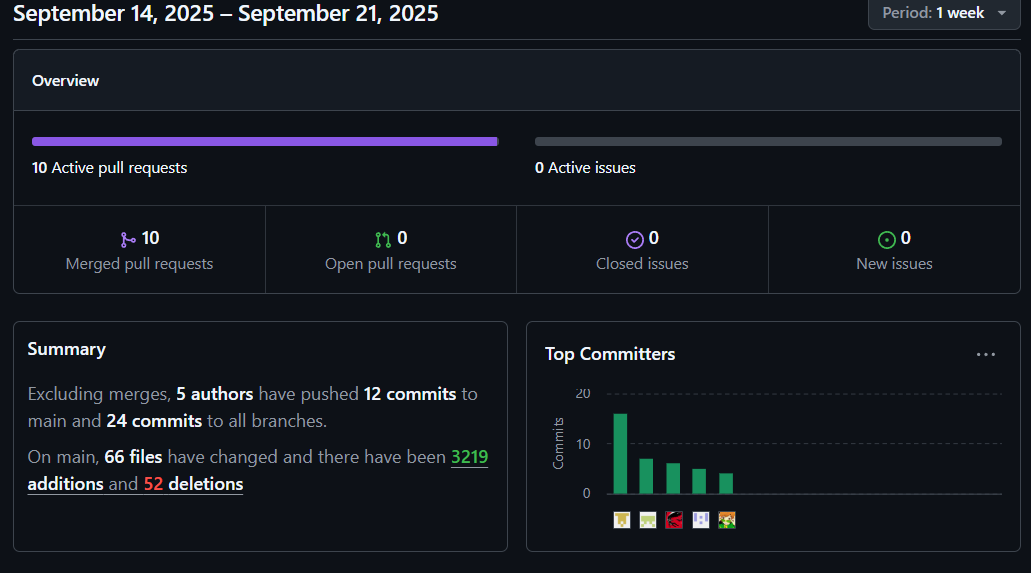 September 14, 2025 – September 21, 2025
Period: 1 week
Overview
10 Active pull requests
0 Active issues
10
Merged pull requests
0
Open pull requests
0
Closed issues
0
New issues
Summary
Excluding merges, 5 authors have pushed 12 commits to
main and 24 commits to all branches.
On main, 66 files have changed and there have been 3219
additions and 52 deletions
Top Committers
20
10
0
Commits